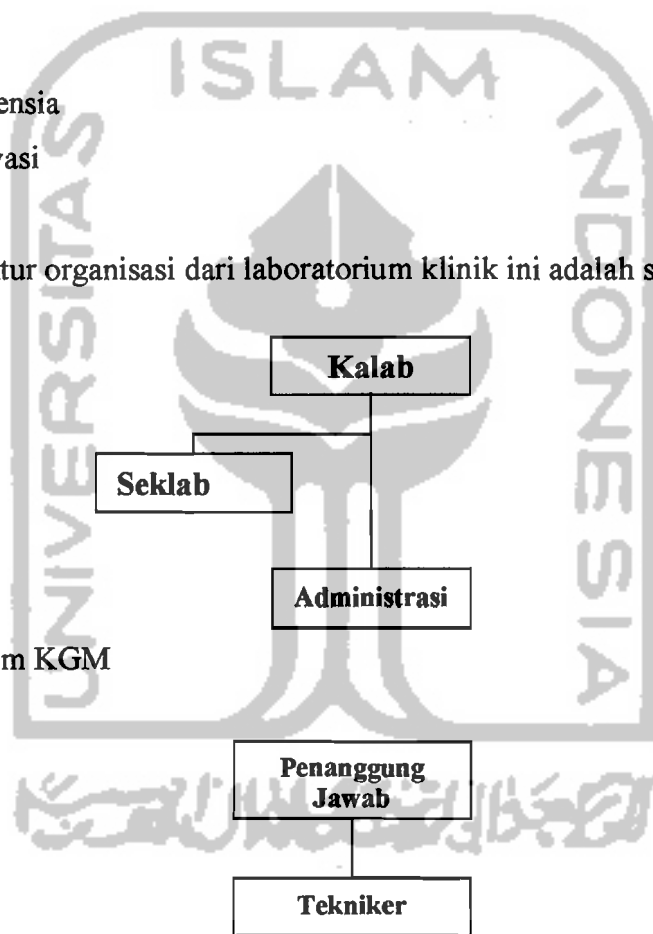 ISLAM
UNIVERSITAS
INDONESIA
ensia
vasi
tur organisasi dari laboratorium klinik ini adalah s
Kalab
Seklab
Administrasi
m KGM
Penanggung
Jawab
Tekniker